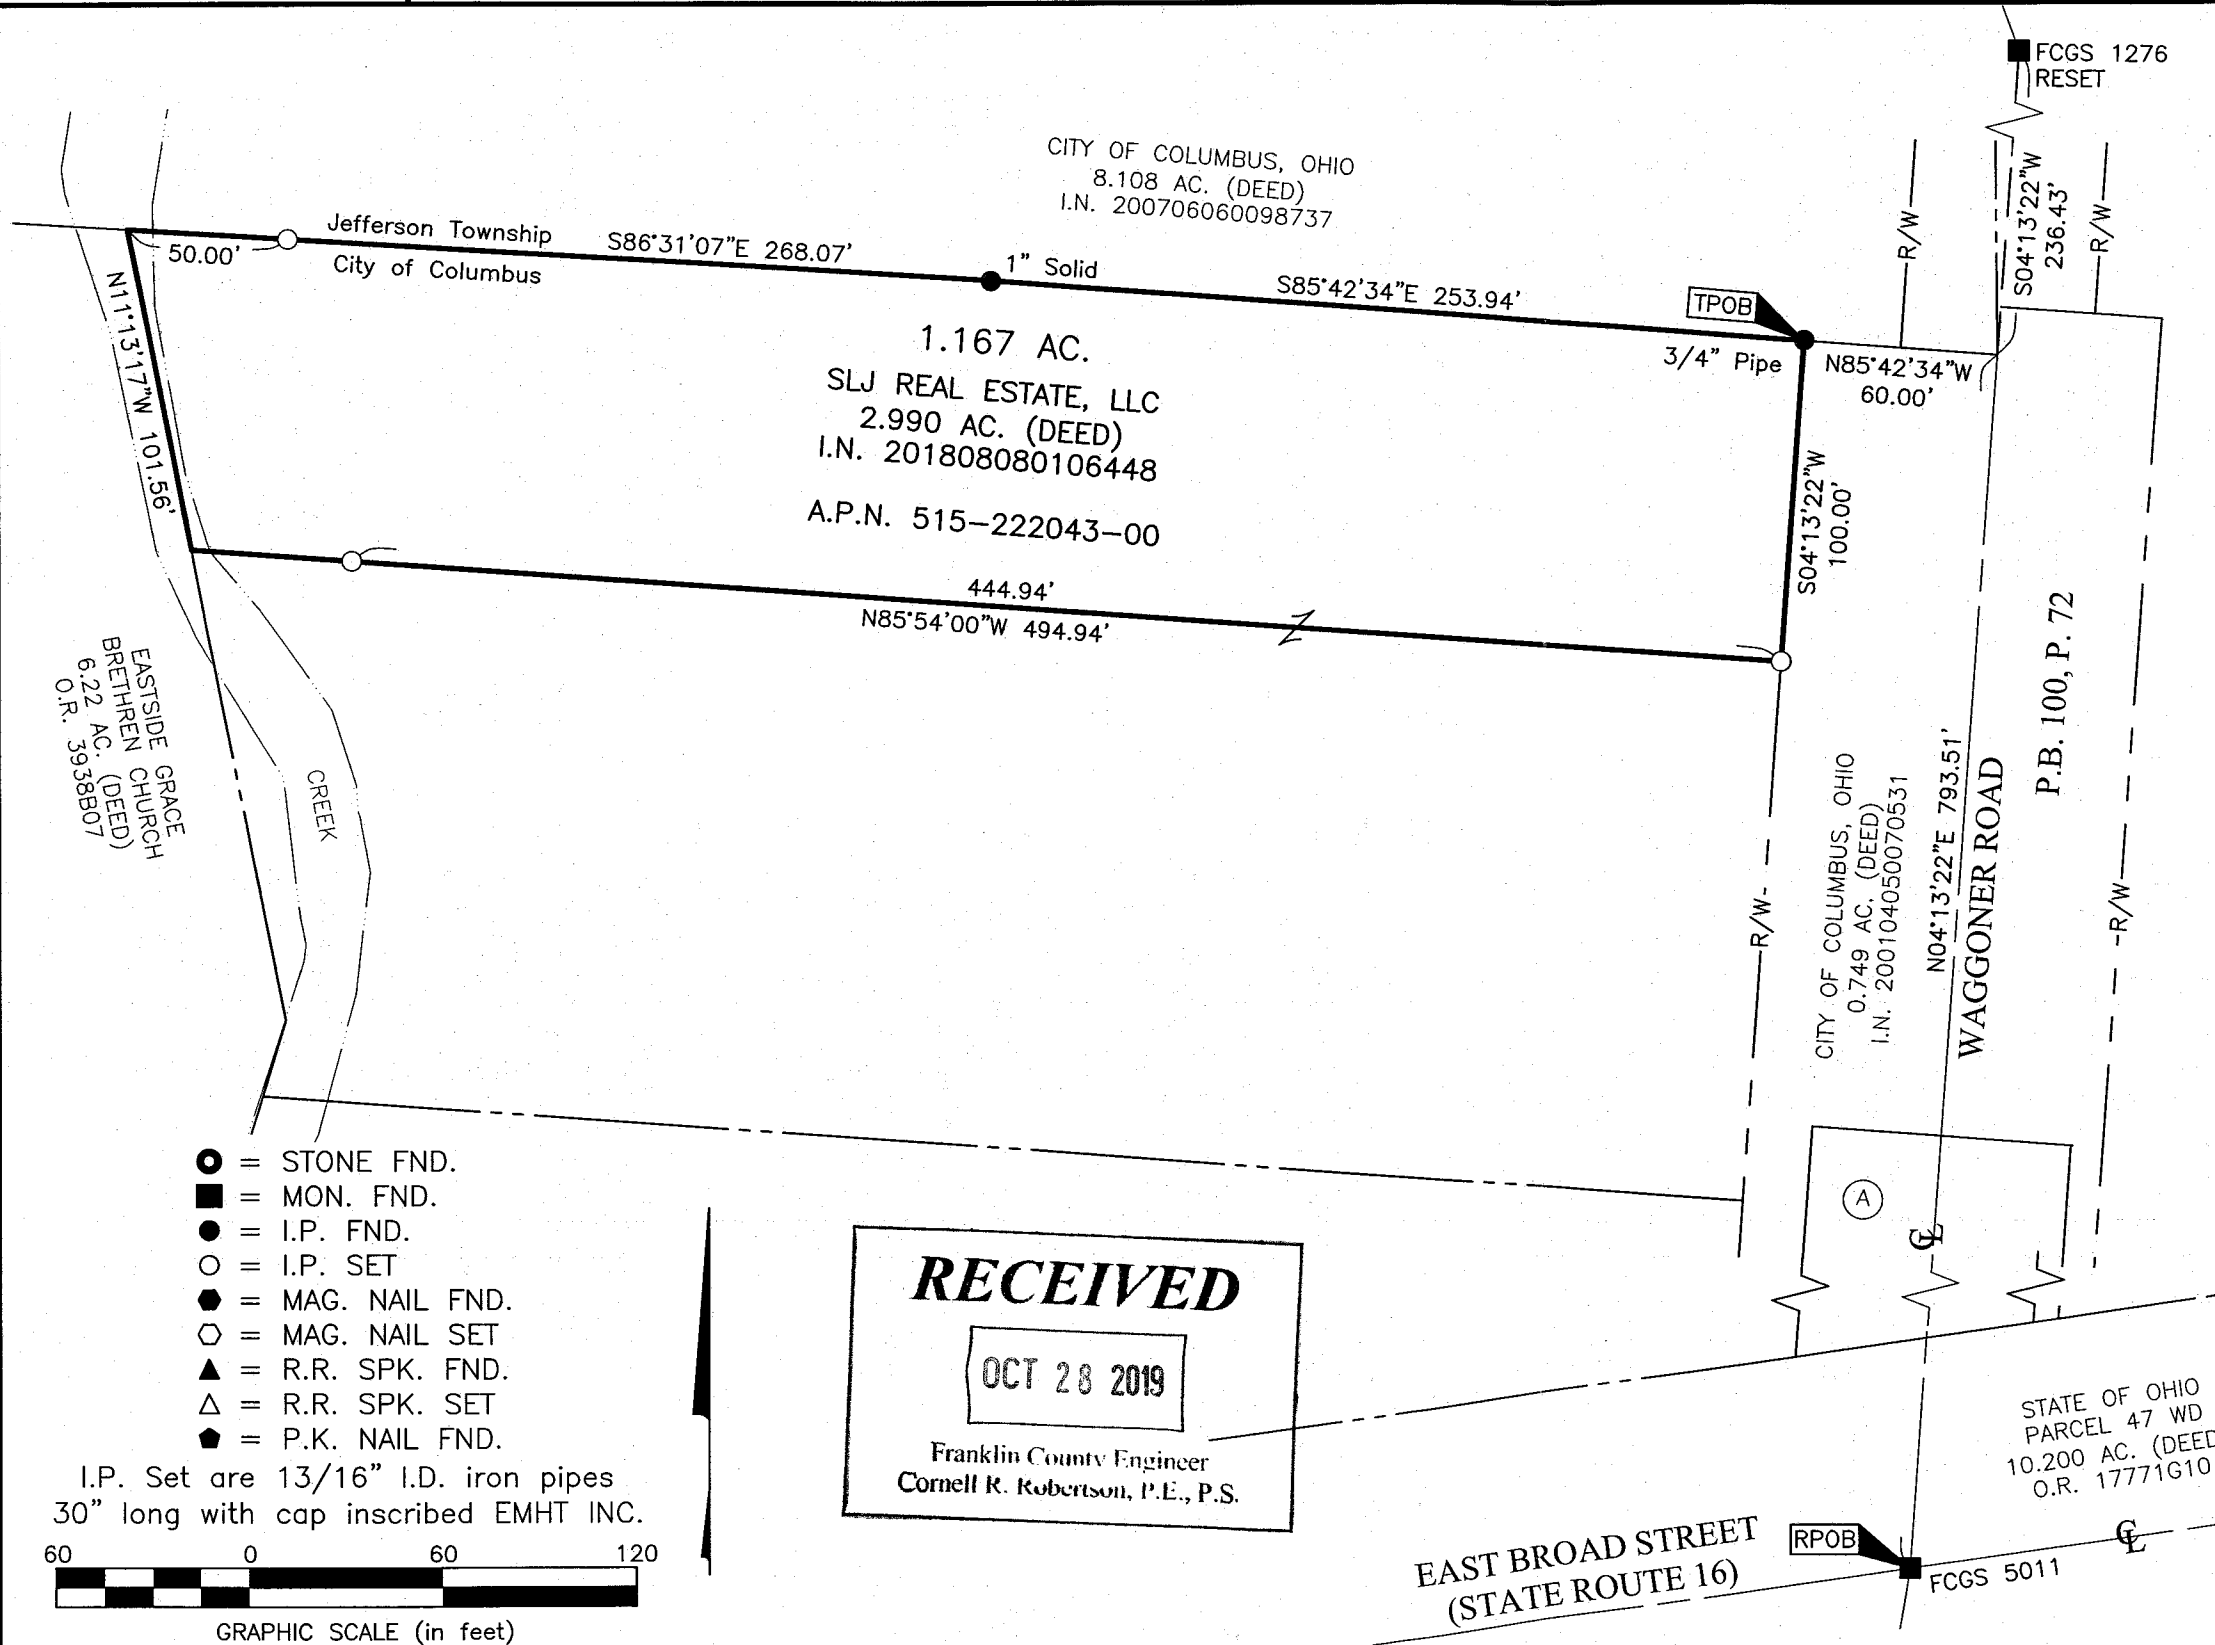 FCGS 1276
RESET
CITY OF COLUMBUS, OHIO
8.108 AC. (DEED)
I.N. 200706060098737
R/W
S04°13'22"W
236.43'
R/W
Jefferson Township
City of Columbus
50.00'
S86°31'07"E 268.07'
1" Solid
S85°42'34"E 253.94'
TPOB
3/4" Pipe
N85°42'34"W
60.00'
N11°13'17"W 101.56'
1.167 AC.
SLJ REAL ESTATE, LLC
2.990 AC. (DEED)
I.N. 201808080106448
A.P.N. 515-222043-00
S04°13'22"W
100.00'
444.94'
N85°54'00"W 494.94'
EASTSIDE GRACE
BRETHREN CHURCH
6.22 AC. (DEED)
O.R. 3938B07
CREEK
R/W
CITY OF COLUMBUS, OHIO
0.749 AC. (DEED)
I.N. 200104050070531
N04°13'22"E 793.51'
WAGGONER ROAD
P.B. 100, P. 72
R/W
A
CL
= STONE FND.
= MON. FND.
= I.P. FND.
= I.P. SET
= MAG. NAIL FND.
= MAG. NAIL SET
= R.R. SPK. FND.
= R.R. SPK. SET
= P.K. NAIL FND.
I.P. Set are 13/16" I.D. iron pipes
30" long with cap inscribed EMHT INC.
60 0 60 120
GRAPHIC SCALE (in feet)
RECEIVED
OCT 28 2019
Franklin County Engineer
Cornell R. Robertson, P.E., P.S.
STATE OF OHIO
PARCEL 47 WD
10.200 AC. (DEED
O.R. 17771G10
EAST BROAD STREET
(STATE ROUTE 16)
RPOB
FCGS 5011
CL